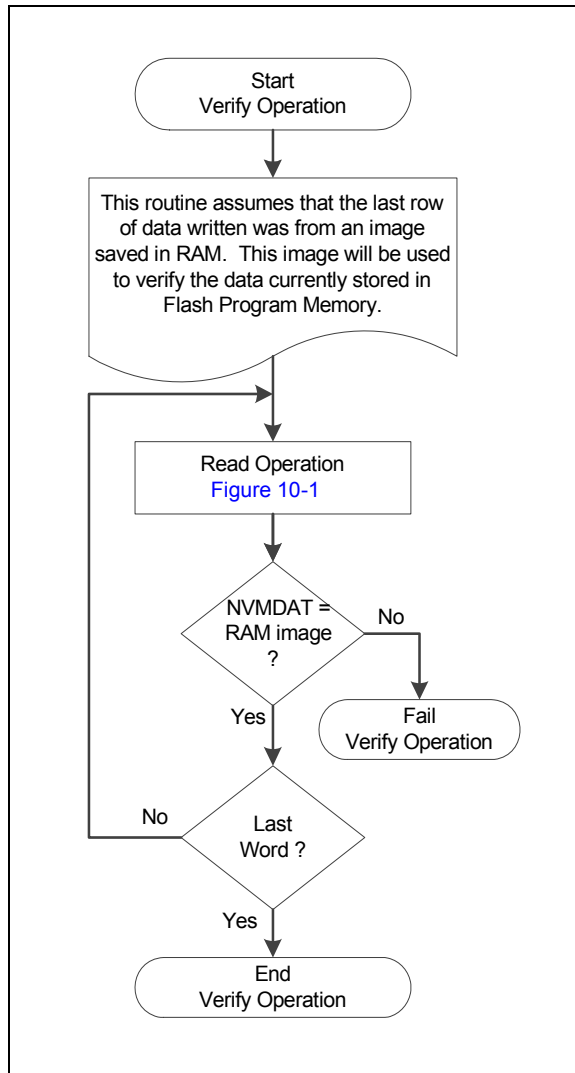 Start
Verify Operation
This routine assumes that the last row
of data written was from an image
saved in RAM.  This image will be used
to verify the data currently stored in
Flash Program Memory.
Read Operation
Figure 10-1
NVMDAT =
RAM image
?
No
Yes
Fail
Verify Operation
No
Last
Word ?
Yes
End
Verify Operation